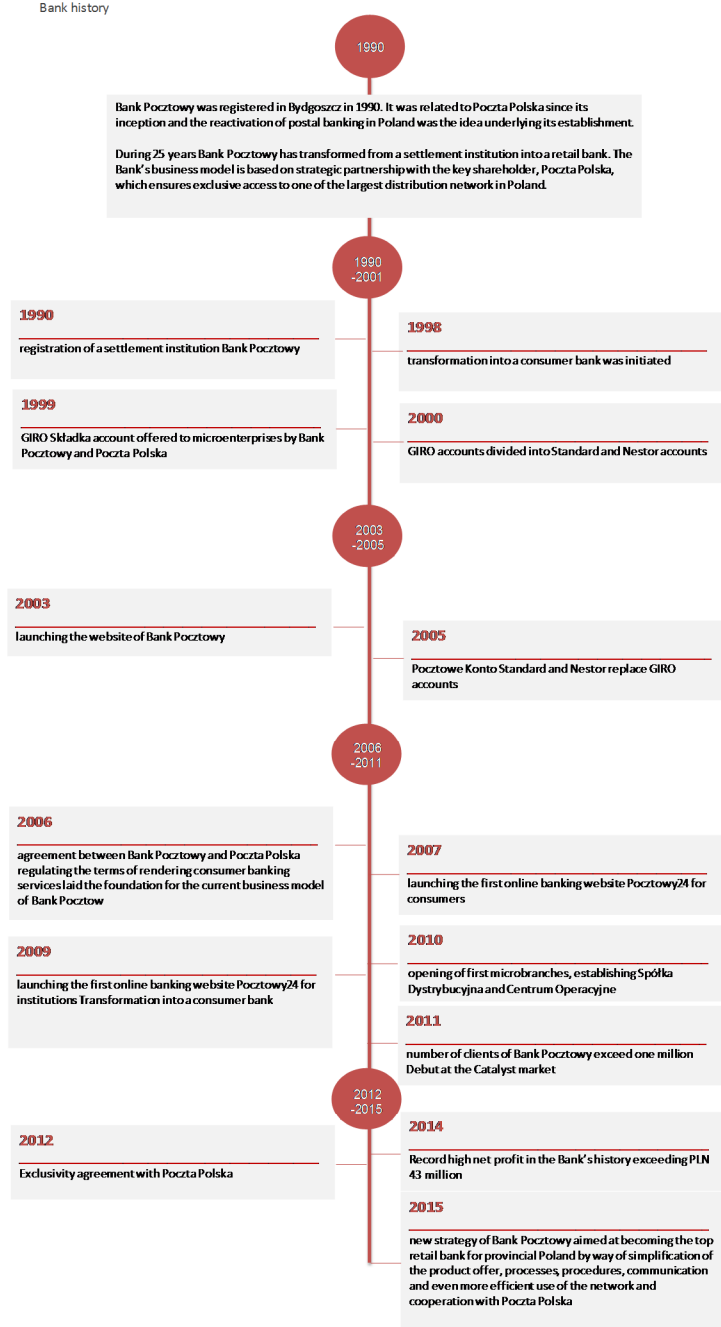 Bank history
1990
Bank Pocztowy was registered in Bydgoszcz in 1990. It was related to Poczta Polska since its
inception and the reactivation of postal banking in Poland was the idea underlying its establishment.
During 25 years Bank Pocztowy has transformed from a settlement institution into a retail bank. The
Bank's business model is based on strategic partnership with the key shareholder, Poczta Polska,
which ensures exclusive access to one of the largest distribution network in Poland.
1990
-2001
1990
registration of a settlement institution Bank Pocztowy
1998
transformation into a consumer bank was initiated
1999
GIRO Składka account offered to microenterprises by Bank
Pocztowy and Poczta Polska
2000
GIRO accounts divided into Standard and Nestor accounts
2003
-2005
2003
launching the website of Bank Pocztowy
2005
Pocztowe Konto Standard and Nestor replace GIRO
accounts
2006
-2011
2006
agreement between Bank Pocztowy and Poczta Polska
regulating the terms of rendering consumer banking
services laid the foundation for the current business model
of Bank Pocztow
2007
launching the first online banking website Pocztowy24 for
consumers
2009
launching the first online banking website Pocztowy24 for
institutions Transformation into a consumer bank
2010
opening of first microbranches, establishing Spółka
Dystrybucyjna and Centrum Operacyjne
2011
number of clients of Bank Pocztowy exceed one million
Debut at the Catalyst market
2012
-2015
2012
Exclusivity agreement with Poczta Polska
2014
Record high net profit in the Bank's history exceeding PLN
43 million
2015
new strategy of Bank Pocztowy aimed at becoming the top
retail bank for provincial Poland by way of simplification of
the product offer, processes, procedures, communication
and even more efficient use of the network and
cooperation with Poczta Polska